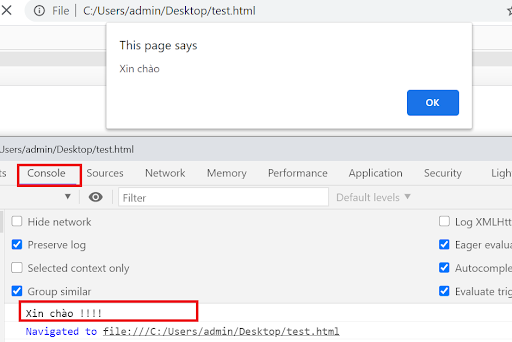 File | C:/Users/admin/Desktop/test.html
This page says
Xin chào
OK
Users/admin/Desktop/test.html
Console Sources Network Memory Performance Application Security
Filter Default levels
Hide network Log XMLHtt
Preserve log Eager evalua
Selected context only Autocomple
Group similar Evaluate trig
Xin chào !!!!
Navigated to file:///C:/Users/admin/Desktop/test.html